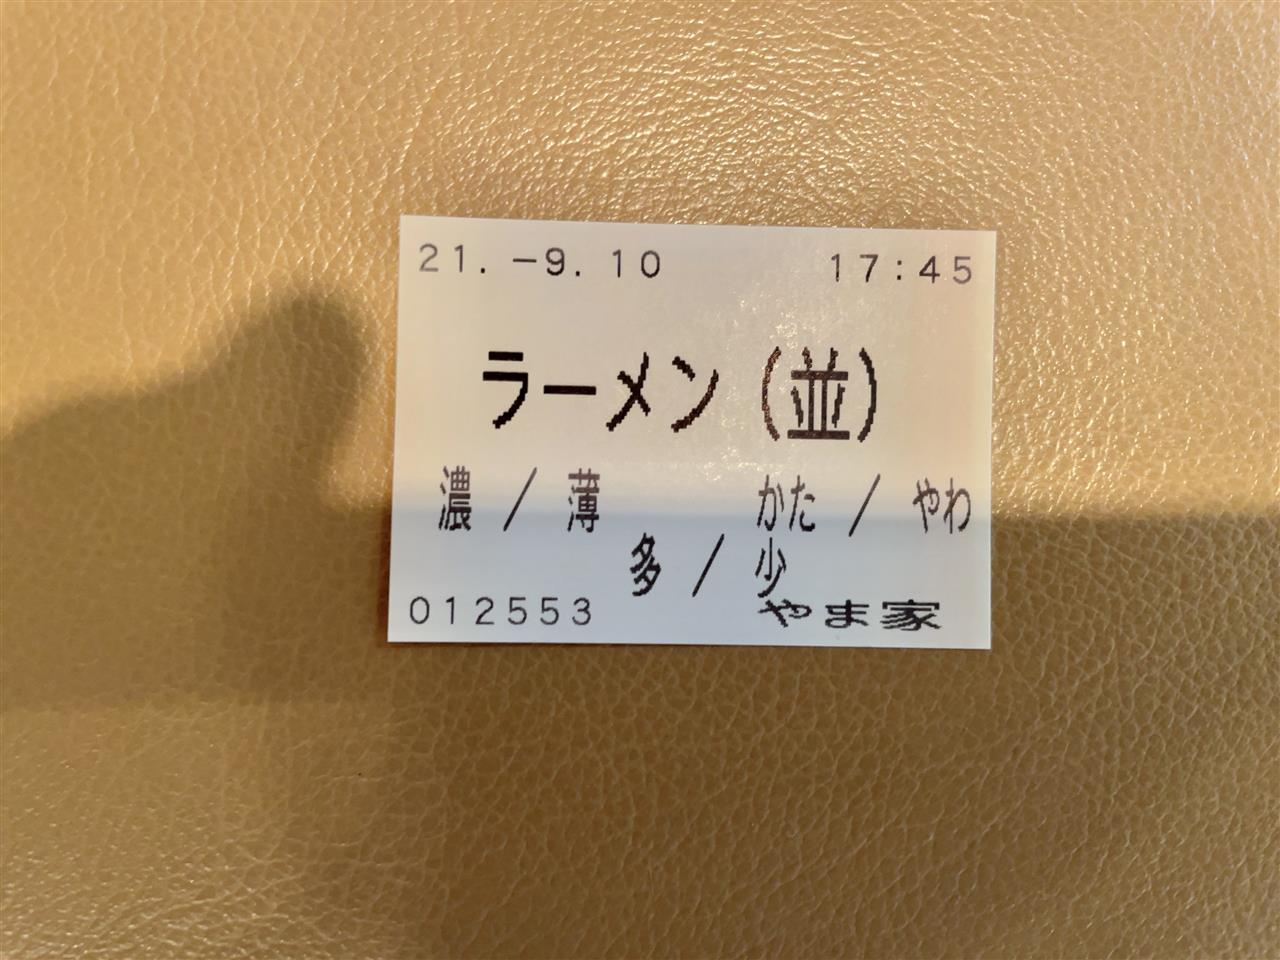 21.-9.10 17:45
ラーメン(並)
濃 / 薄 かた / やわ
多 / 少
012553 やま家